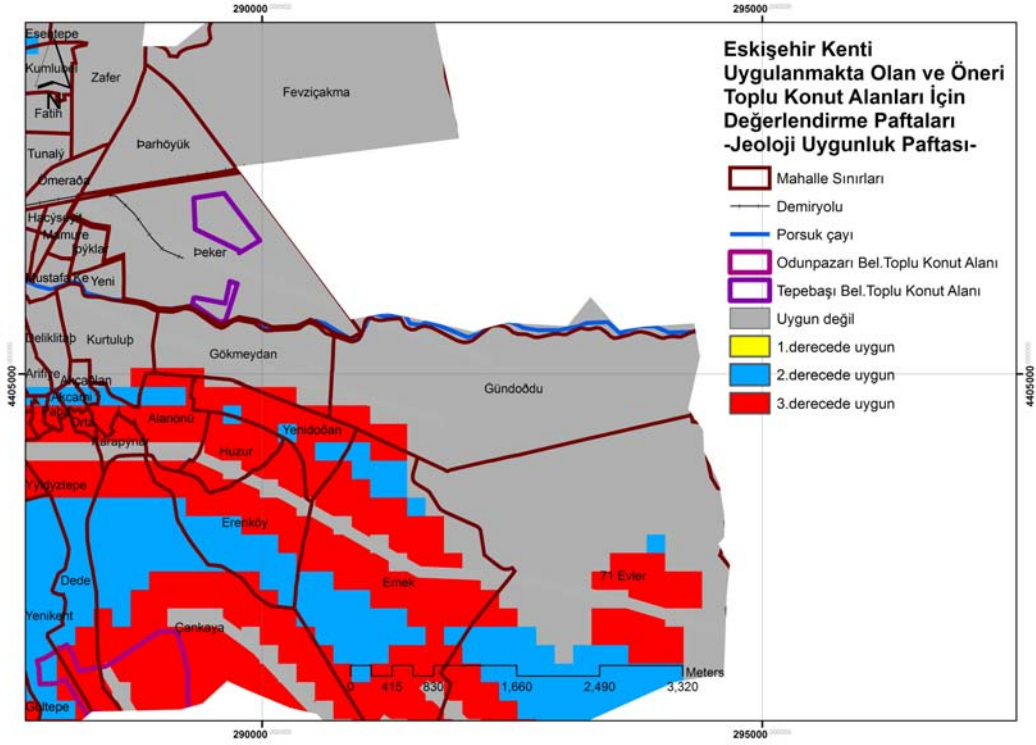 290000
295000
Esentepe
Kumlubel
N
Zafer
Fevziçakma
Fatih
Þarhöyük
Tunalý
Ömeraða
Hacýseyit
Mamure
Iþýklar
Þeker
Mustafa Ke
Yeni
Deliklitaþ
Kurtuluþ
Gökmeydan
Gündoðdu
Arifiye
Akçaðlan
Akcami
Paþa
Orta
Alanönü
Karapýnar
Huzur
Yenidoðan
Yýldýztepe
Erenköy
Dede
Emek
71 Evler
Yenikent
Çankaya
Gültepe
Eskişehir Kenti
Uygulanmakta Olan ve Öneri
Toplu Konut Alanları İçin
Değerlendirme Paftaları
-Jeoloji Uygunluk Paftası-
Mahalle Sınırları
Demiryolu
Porsuk çayı
Odunpazarı Bel.Toplu Konut Alanı
Tepebaşı Bel.Toplu Konut Alanı
Uygun değil
1.derecede uygun
2.derecede uygun
3.derecede uygun
4405000
4405000
Meters
0 415 830 1,660 2,490 3,320
290000
295000